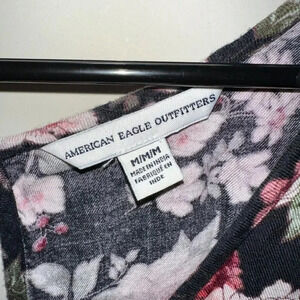 AMERICAN EAGLE OUTFITTERS
M/M/M
MADE IN INDIA
FABRIQUÉ EN
INDE